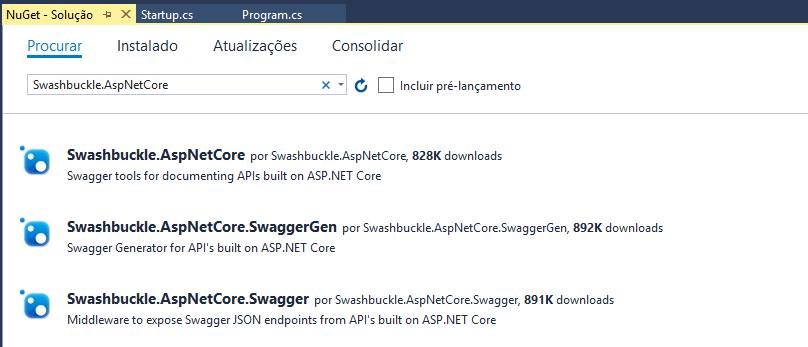 NuGet - Solução Startup.cs Program.cs
Procurar Instalado Atualizações Consolidar
Swashbuckle.AspNetCore Incluir pré-lançamento
Swashbuckle.AspNetCore por Swashbuckle.AspNetCore, 828K downloads
Swagger tools for documenting APIs built on ASP.NET Core
Swashbuckle.AspNetCore.SwaggerGen por Swashbuckle.AspNetCore.SwaggerGen, 892K downloads
Swagger Generator for API's built on ASP.NET Core
Swashbuckle.AspNetCore.Swagger por Swashbuckle.AspNetCore.Swagger, 891K downloads
Middleware to expose Swagger JSON endpoints from API's built on ASP.NET Core